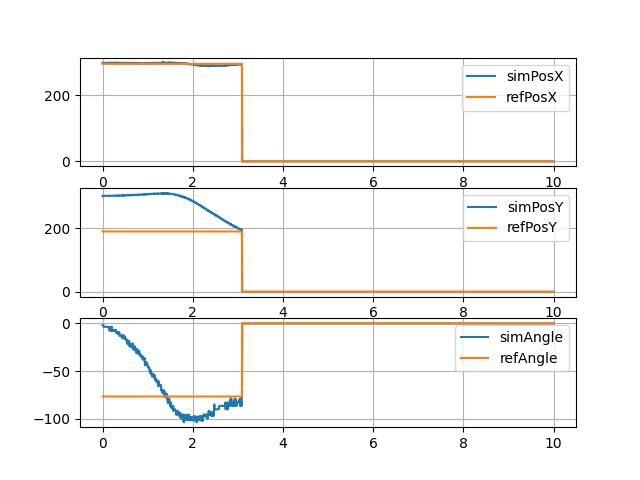 200
0
simPosX
refPosX
0 2 4 6 8 10
200
0
simPosY
refPosY
0 2 4 6 8 10
0
−50
−100
simAngle
refAngle
0 2 4 6 8 10